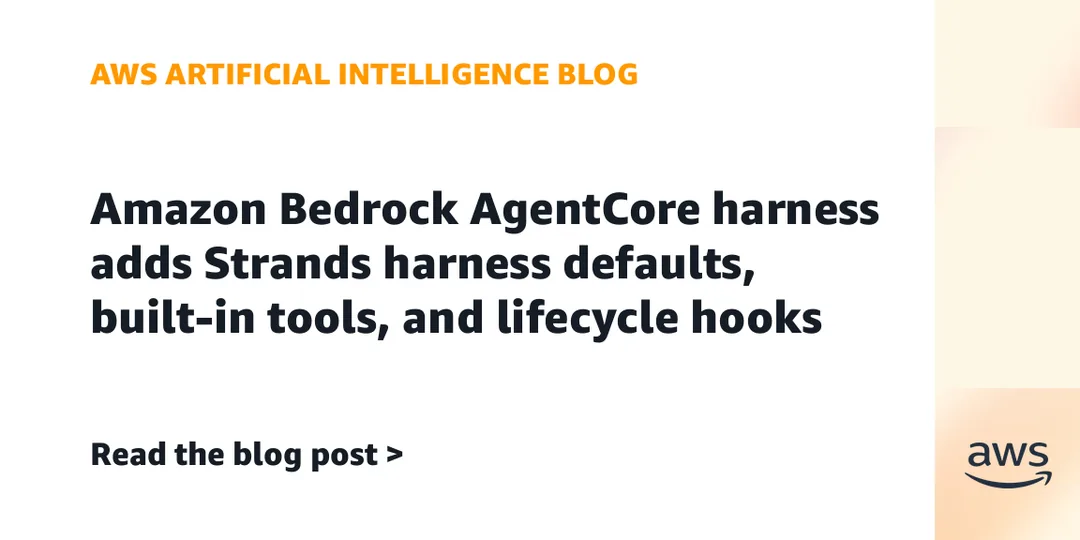 AWS ARTIFICIAL INTELLIGENCE BLOG
Amazon Bedrock AgentCore harness
adds Strands harness defaults,
built-in tools, and lifecycle hooks
Read the blog post >
aws